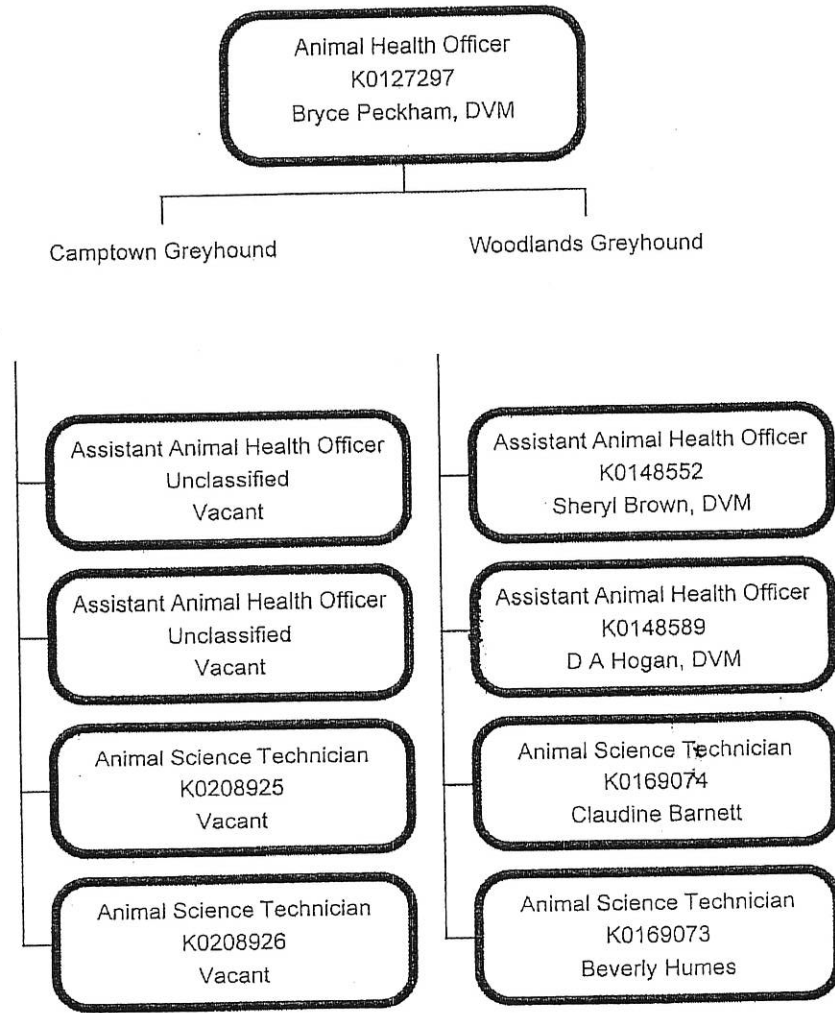 Animal Health Officer
K0127297
Bryce Peckham, DVM
Camptown Greyhound
Woodlands Greyhound
Assistant Animal Health Officer
Unclassified
Vacant
Assistant Animal Health Officer
Unclassified
Vacant
Animal Science Technician
K0208925
Vacant
Animal Science Technician
K0208926
Vacant
Assistant Animal Health Officer
K0148552
Sheryl Brown, DVM
Assistant Animal Health Officer
K0148589
D A Hogan, DVM
Animal Science Technician
K0169074
Claudine Barnett
Animal Science Technician
K0169073
Beverly Humes